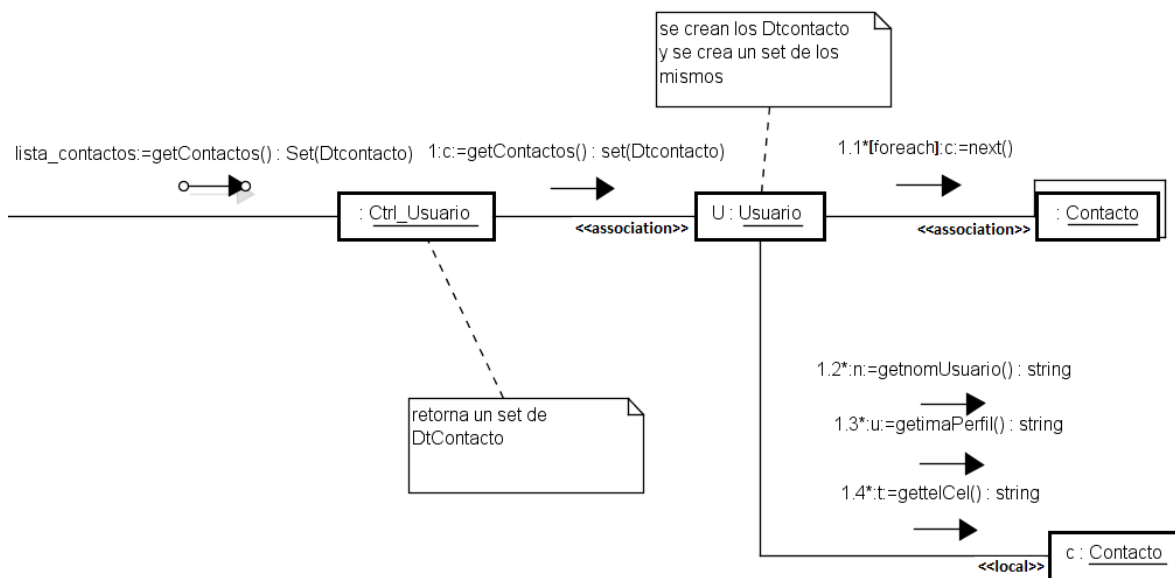 se crean los Dtcontacto
y se crea un set de los
mismos
lista_contactos:=getContactos() : Set(Dtcontacto)
1:c:=getContactos() : set(Dtcontacto)
1.1*[foreach]:c:=next()
: Ctrl_Usuario
<<association>>
U : Usuario
<<association>>
: Contacto
1.2*:n:=getnomUsuario() : string
1.3*:u:=getimaPerfil() : string
1.4*:t:=gettelCel() : string
retorna un set de
DtContacto
<<local>>
c : Contacto